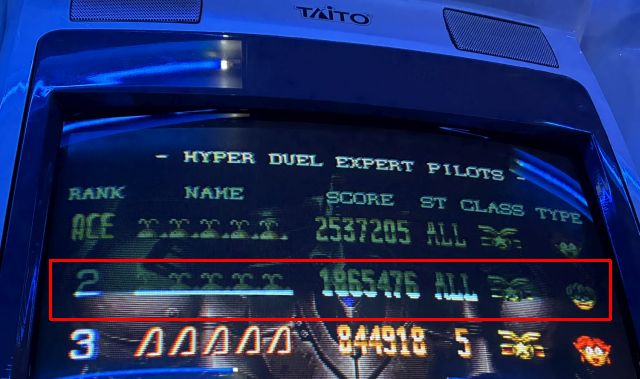 TAITO
- HYPER DUEL EXPERT PILOTS -
RANK NAME SCORE ST CLASS TYPE
ACE 2537205 ALL
2 1865476 ALL
3 844918 5